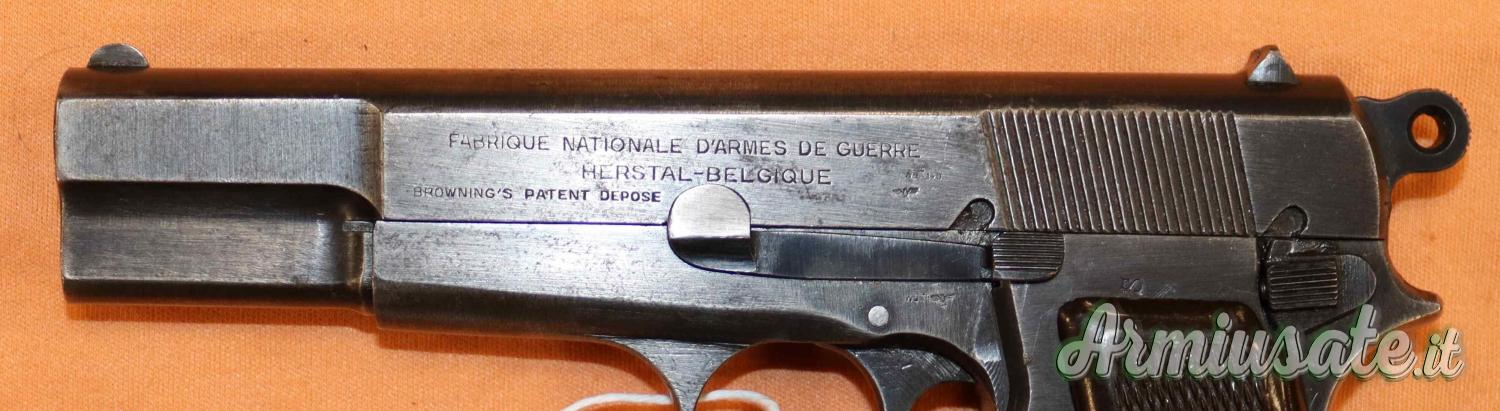 FABRIQUE NATIONALE D'ARMES DE GUERRE
HERSTAL-BELGIQUE
BROWNING'S PATENT DEPOSE
S
Armiusate.it